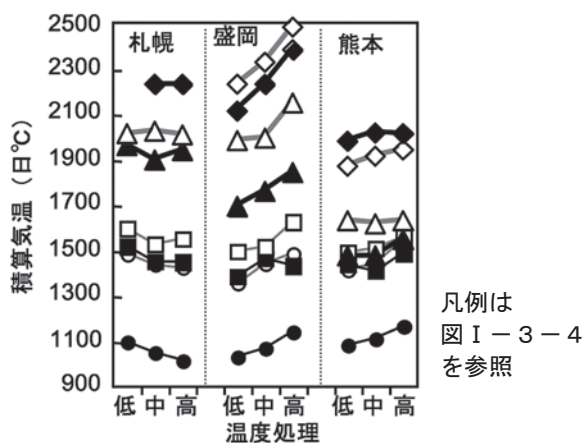 積算気温（日℃）
2500
2300
2100
1900
1700
1500
1300
1100
900
札幌
盛岡
熊本
低 中 高 低 中 高 低 中 高
温度処理
凡例は
図Ⅰ－３－４
を参照